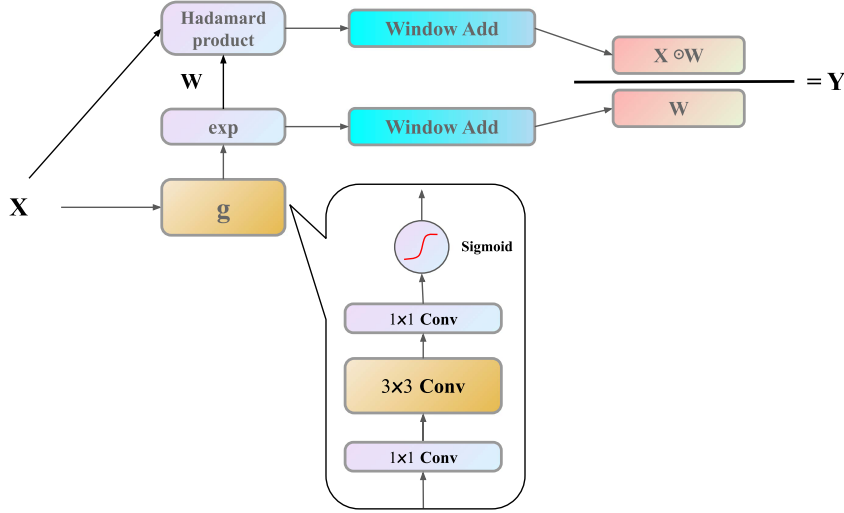 Hadamard
product
Window Add
X ⊙W
= Y
W
exp
Window Add
W
X
g
Sigmoid
1×1 Conv
3×3 Conv
1×1 Conv